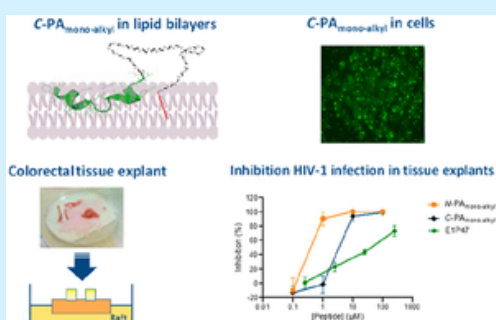 C-PAmono-alkyl in lipid bilayers
C-PAmono-alkyl in cells
Colorectal tissue explant
Raft
Inhibition HIV-1 infection in tissue explants
Inhibition (%)
120
100
80
60
40
20
0
-20
0.01
0.1
1
10
100
1000
[Peptide] (µM)
N-PAmono-alkyl
C-PAmono-alkyl
E1P47